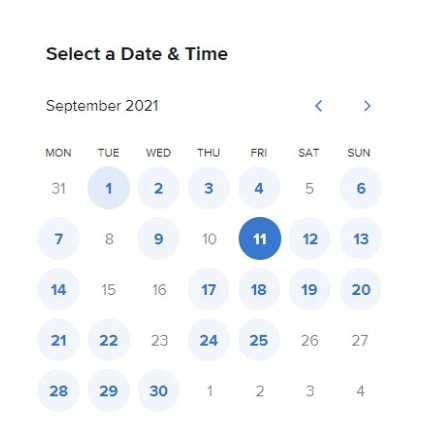 Select a Date & Time
September 2021
MON TUE WED THU FRI SAT SUN
31 1 2 3 4 5 6
7 8 9 10 11 12 13
14 15 16 17 18 19 20
21 22 23 24 25 26 27
28 29 30 1 2 3 4